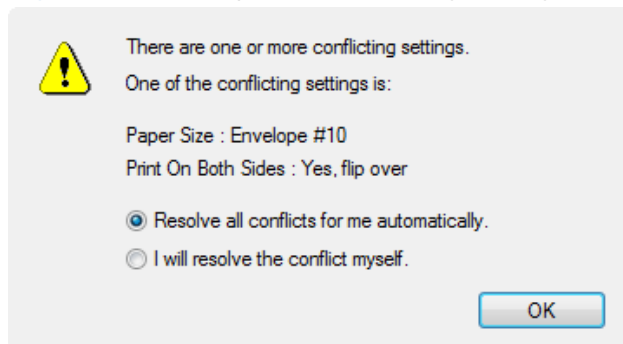 There are one or more conflicting settings.
One of the conflicting settings is:
Paper Size : Envelope #10
Print On Both Sides : Yes, flip over
Resolve all conflicts for me automatically.
I will resolve the conflict myself.
OK